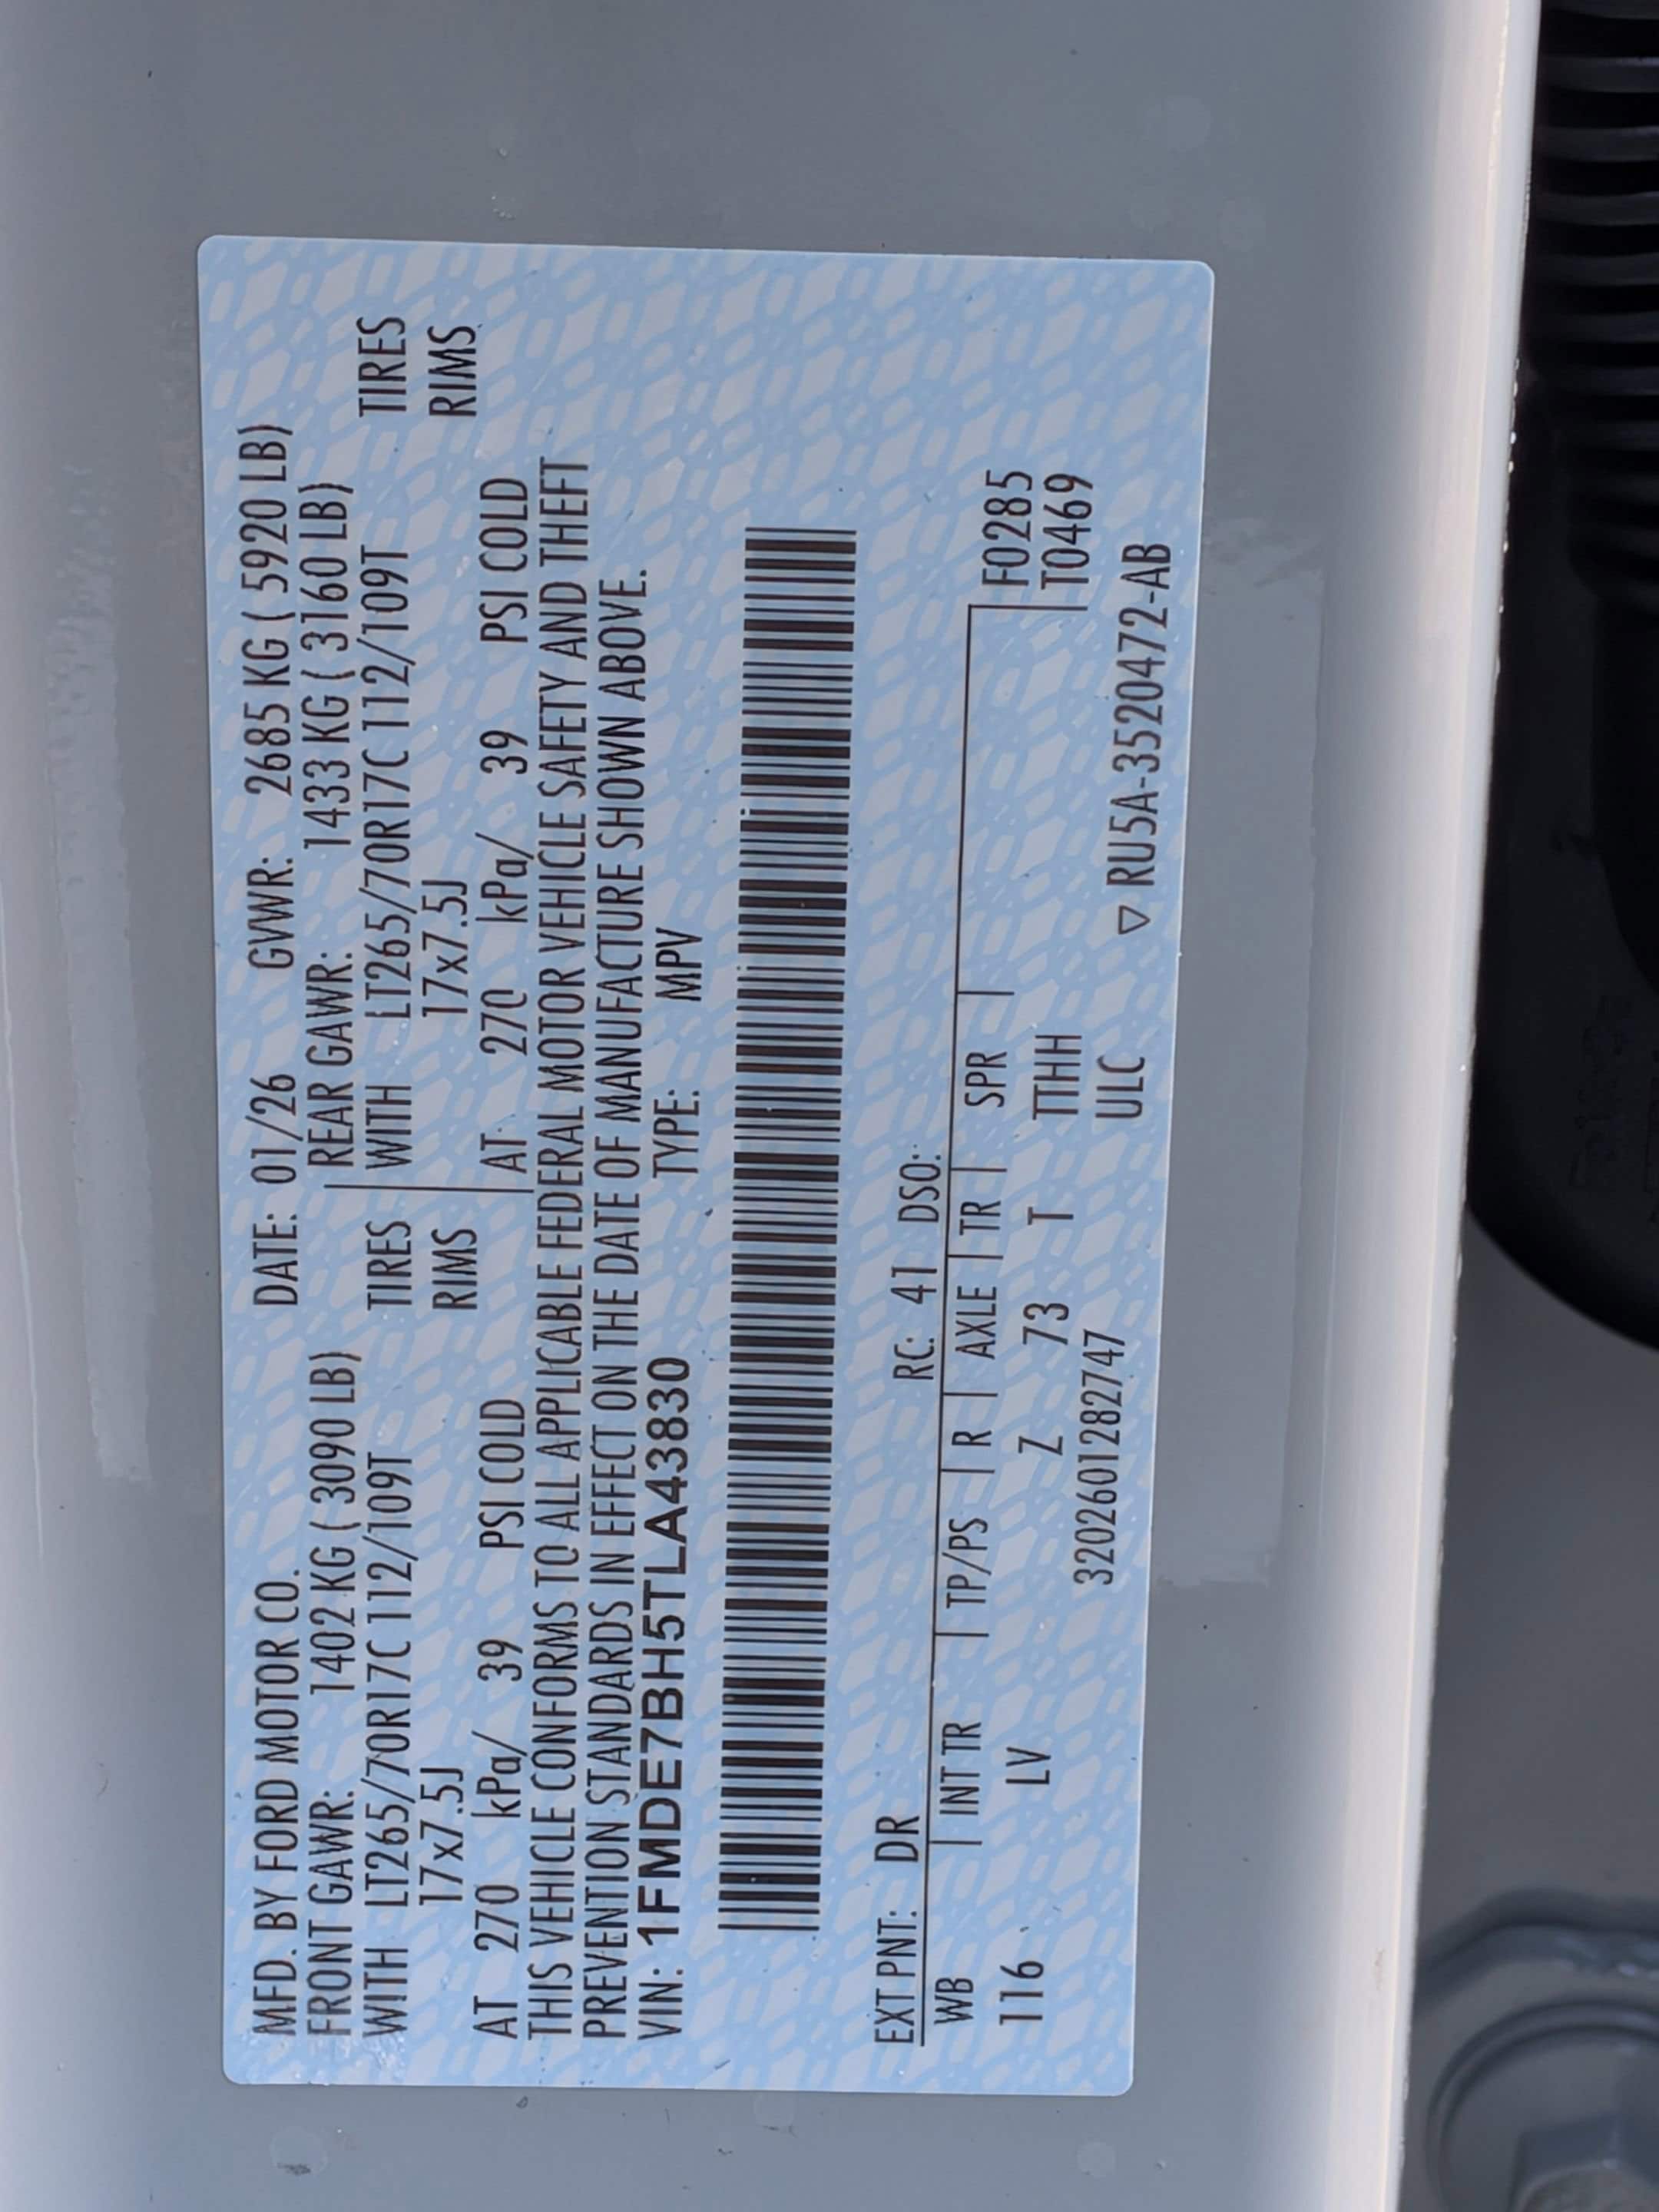 MFD. BY FORD MOTOR CO. DATE: 01/26 GVWR: 2685 KG ( 5920 LB)
FRONT GAWR: 1402 KG ( 3090 LB) REAR GAWR: 1433 KG ( 3160 LB)
WITH LT265/70R17C 112/109T TIRES WITH LT265/70R17C 112/109T TIRES
17x7.5J RIMS 17x7.5J RIMS
AT 270 kPa/ 39 PSI COLD AT 270 kPa/ 39 PSI COLD
THIS VEHICLE CONFORMS TO ALL APPLICABLE FEDERAL MOTOR VEHICLE SAFETY AND THEFT
PREVENTION STANDARDS IN EFFECT ON THE DATE OF MANUFACTURE SHOWN ABOVE.
VIN: 1FMDE7BH5TLA43830 TYPE: MPV
EXT PNT: DR RC: 41 DSO:
WB INT TR TP/PS R AXLE TR SPR F0285
116 LV Z 73 T TTHH T0469
320260128274​7 ULC
▽ RU5A-3520472-AB